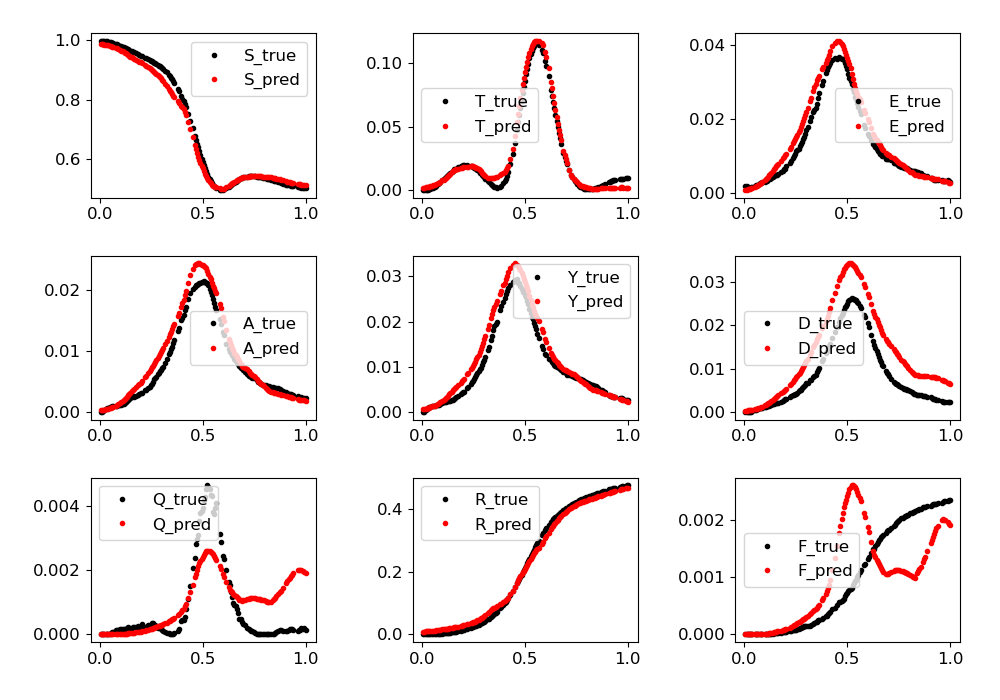 1.0
0.8
0.6
S_true
S_pred
0.0 0.5 1.0
0.10
0.05
0.00
T_true
T_pred
0.0 0.5 1.0
0.04
0.02
0.00
E_true
E_pred
0.0 0.5 1.0
0.02
0.01
0.00
A_true
A_pred
0.0 0.5 1.0
0.03
0.02
0.01
0.00
Y_true
Y_pred
0.0 0.5 1.0
0.03
0.02
0.01
0.00
D_true
D_pred
0.0 0.5 1.0
0.004
0.002
0.000
Q_true
Q_pred
0.0 0.5 1.0
0.4
0.2
0.0
R_true
R_pred
0.0 0.5 1.0
0.002
0.001
0.000
F_true
F_pred
0.0 0.5 1.0